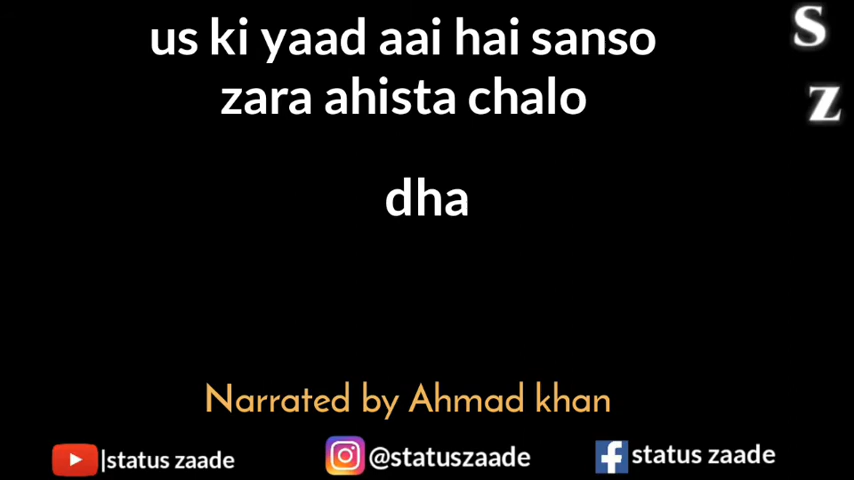 us ki yaad aai hai sanso
zara ahista chalo
dha
S
Z
Narrated by Ahmad khan
|status zaade
@statuszaade
status zaade